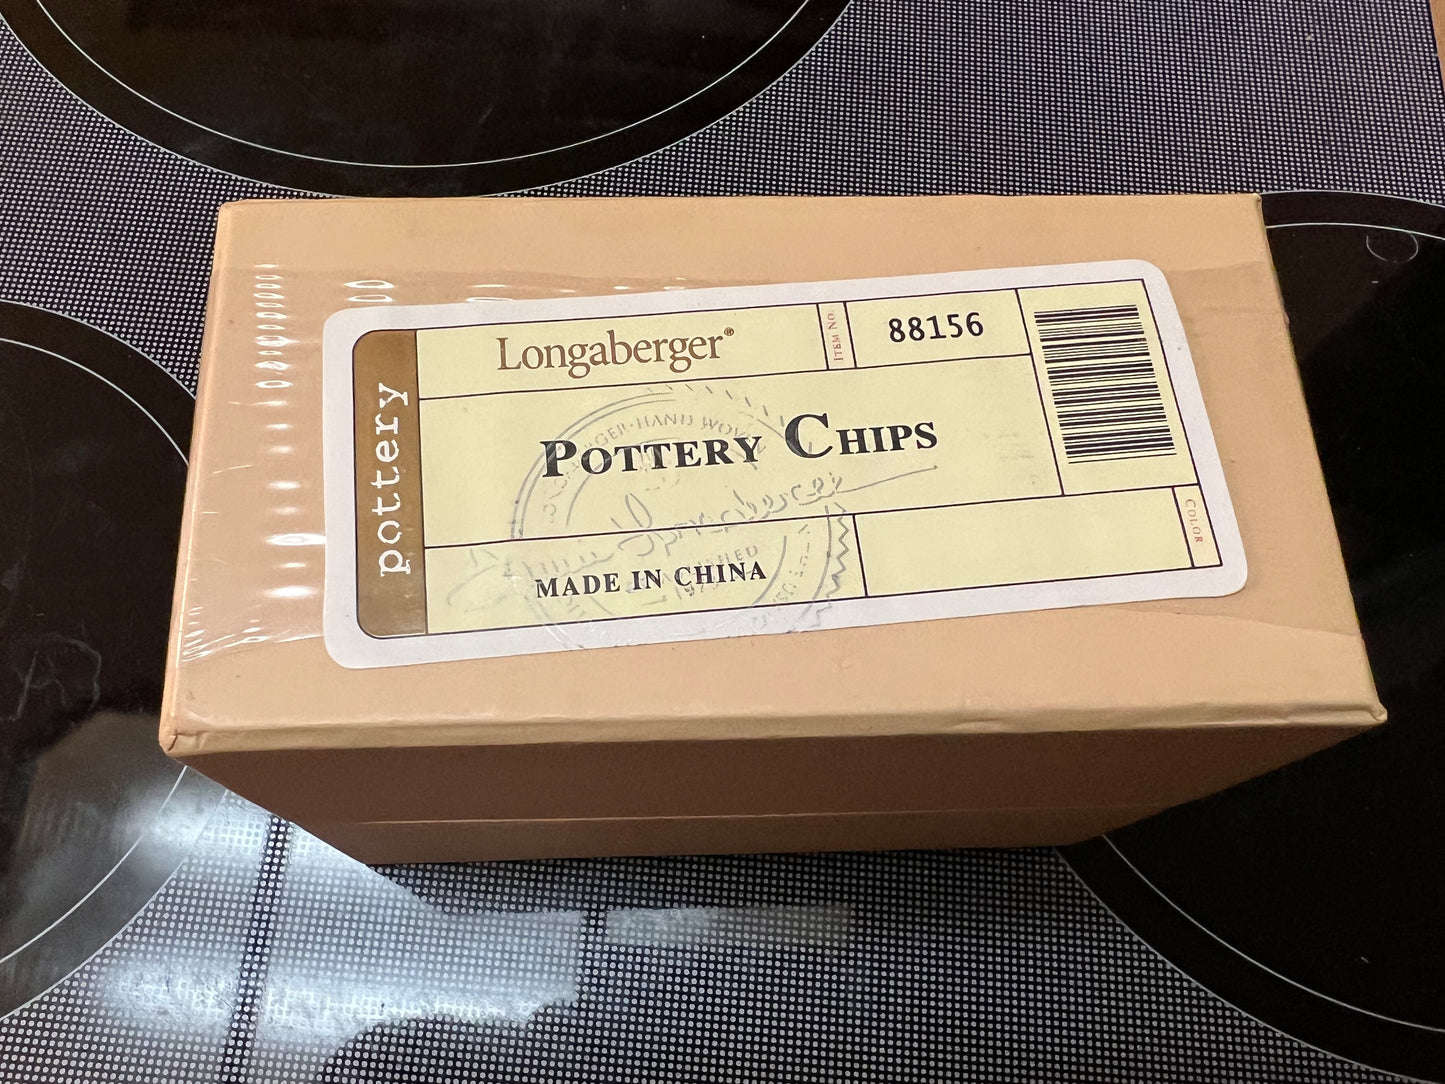 pottery
Longaberger®
ITEM NO.
88156
POTTERY CHIPS
MADE IN CHINA
COLOR